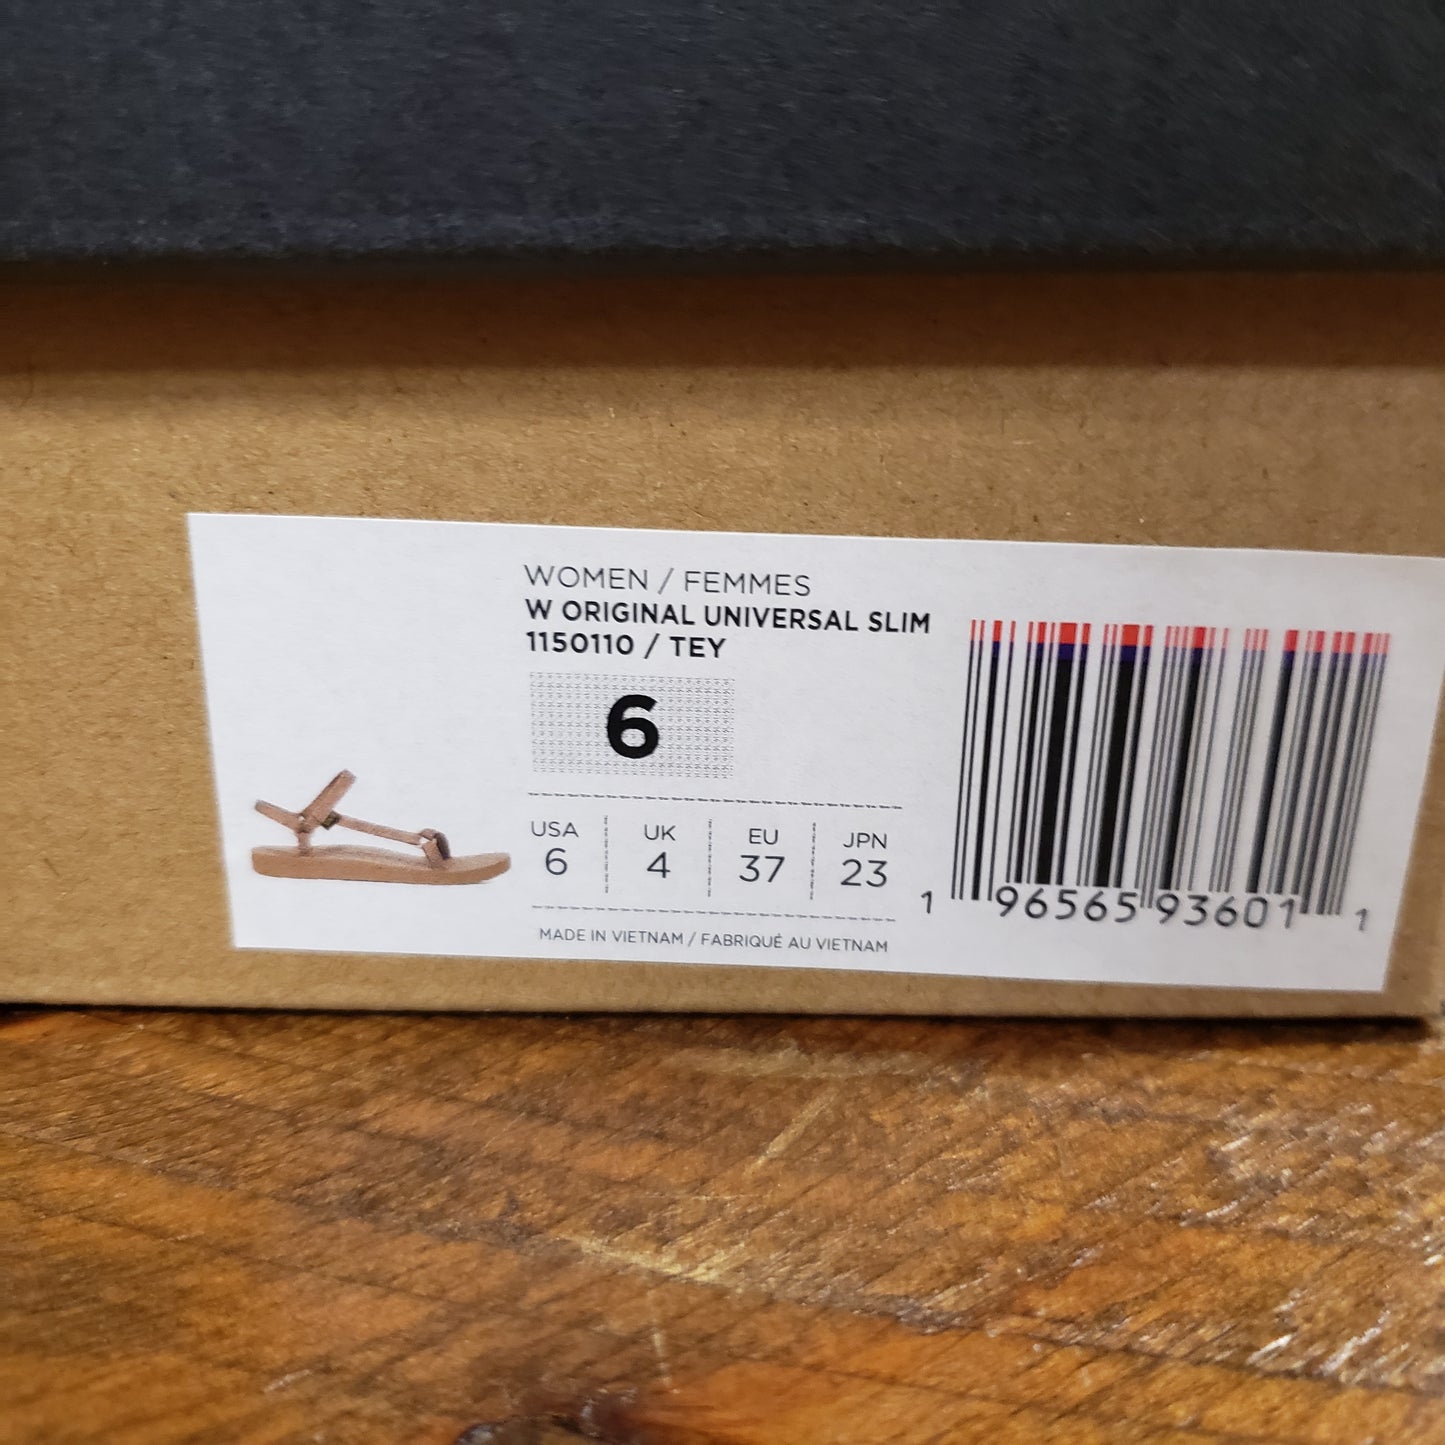 WOMEN / FEMMES
W ORIGINAL UNIVERSAL SLIM
1150110 / TEY
6
USA UK EU JPN
6 4 37 23
MADE IN VIETNAM / FABRIQUÉ AU VIETNAM
1 96565 93601 1